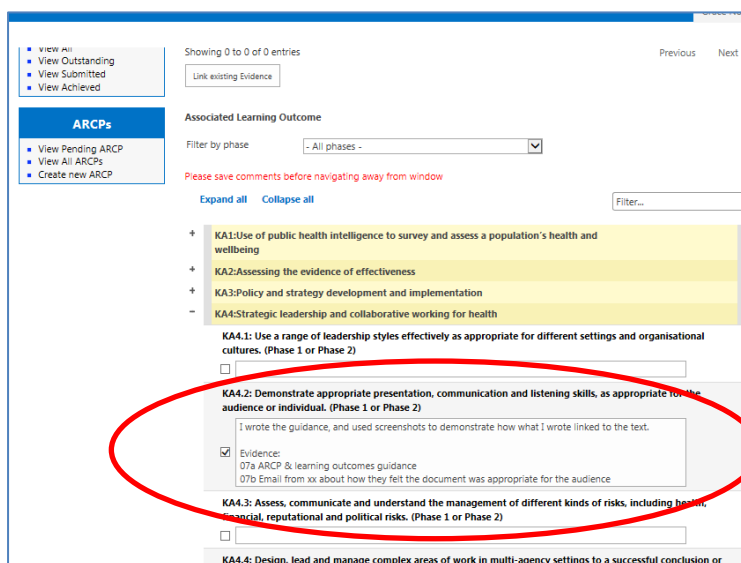 View All
View Outstanding
View Submitted
View Achieved
ARCPs
View Pending ARCP
View All ARCPs
Create new ARCP
Showing 0 to 0 of 0 entries
Previous Next
Link existing Evidence
Associated Learning Outcome
Filter by phase - All phases -
Please save comments before navigating away from window
Expand all Collapse all
Filter...
+ KA1:Use of public health intelligence to survey and assess a population's health and
wellbeing
+ KA2:Assessing the evidence of effectiveness
+ KA3:Policy and strategy development and implementation
- KA4:Strategic leadership and collaborative working for health
KA4.1: Use a range of leadership styles effectively as appropriate for different settings and organisational
cultures. (Phase 1 or Phase 2)
KA4.2: Demonstrate appropriate presentation, communication and listening skills, as appropriate for the
audience or individual. (Phase 1 or Phase 2)
I wrote the guidance, and used screenshots to demonstrate how what I wrote linked to the text.
Evidence:
07a ARCP & learning outcomes guidance
07b Email from xx about how they felt the document was appropriate for the audience
KA4.3: Assess, communicate and understand the management of different kinds of risks, including health,
financial, reputational and political risks. (Phase 1 or Phase 2)
KA4.4: Design, lead and manage complex areas of work in multi-agency settings to a successful conclusion or